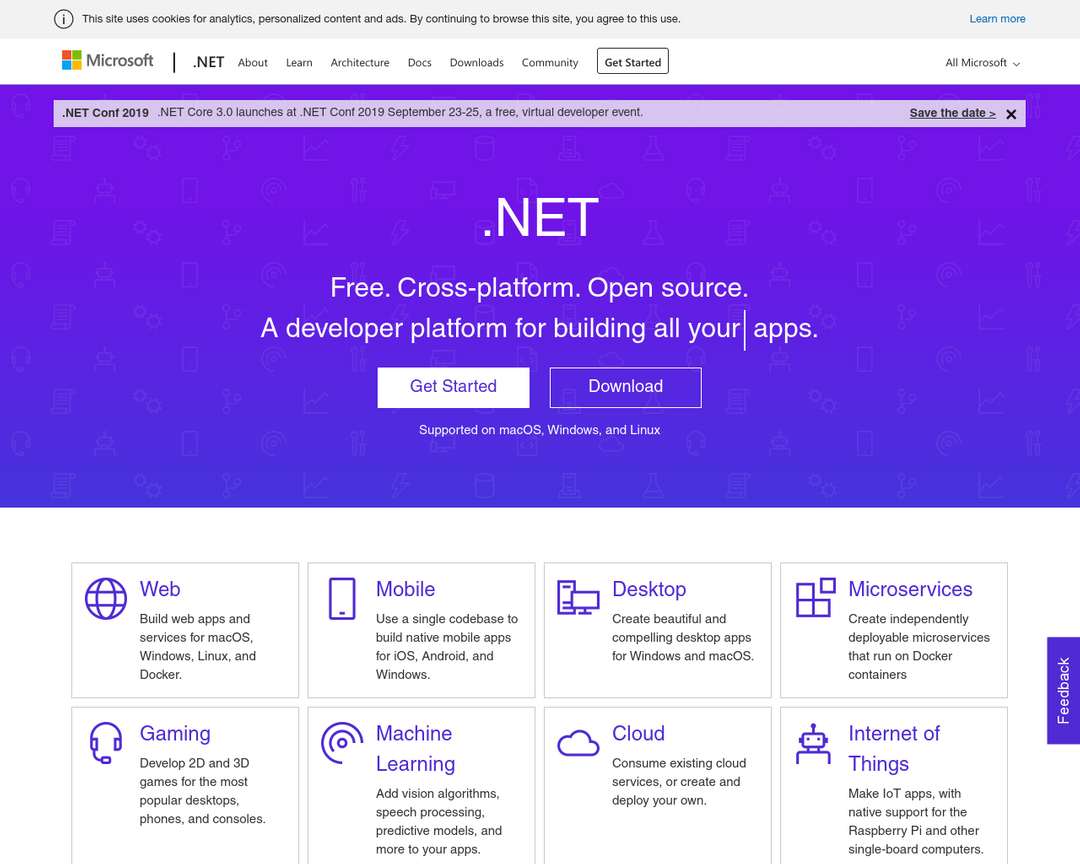 This site uses cookies for analytics, personalized content and ads. By continuing to browse this site, you agree to this use.
Learn more
Microsoft
.NET
About
Learn
Architecture
Docs
Downloads
Community
Get Started
All Microsoft
.NET Conf 2019 .NET Core 3.0 launches at .NET Conf 2019 September 23-25, a free, virtual developer event.
Save the date >
.NET
Free. Cross-platform. Open source.
A developer platform for building all your apps.
Get Started
Download
Supported on macOS, Windows, and Linux
Web
Build web apps and
services for macOS,
Windows, Linux, and
Docker.
Mobile
Use a single codebase to
build native mobile apps
for iOS, Android, and
Windows.
Desktop
Create beautiful and
compelling desktop apps
for Windows and macOS.
Microservices
Create independently
deployable microservices
that run on Docker
containers
Feedback
Gaming
Develop 2D and 3D
games for the most
popular desktops,
phones, and consoles.
Machine
Learning
Add vision algorithms,
speech processing,
predictive models, and
more to your apps.
Cloud
Consume existing cloud
services, or create and
deploy your own.
Internet of
Things
Make IoT apps, with
native support for the
Raspberry Pi and other
single-board computers.